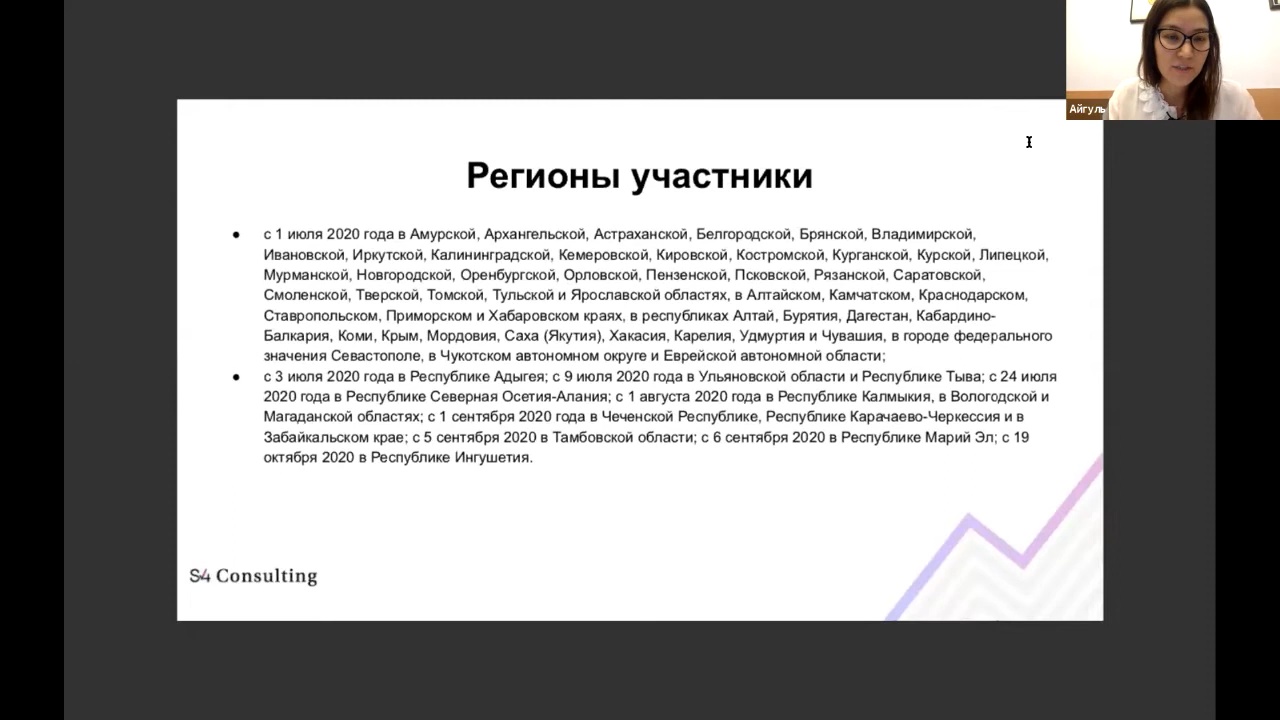 Айгуль
Регионы участники
● с 1 июля 2020 года в Амурской, Архангельской, Астраханской, Белгородской, Брянской, Владимирской,
Ивановской, Иркутской, Калининградской, Кемеровской, Кировской, Костромской, Курганской, Курской, Липецкой,
Мурманской, Новгородской, Оренбургской, Орловской, Пензенской, Псковской, Рязанской, Саратовской,
Смоленской, Тверской, Томской, Тульской и Ярославской областях, в Алтайском, Камчатском, Краснодарском,
Ставропольском, Приморском и Хабаровском краях, в республиках Алтай, Бурятия, Дагестан, Кабардино-
Балкария, Коми, Крым, Мордовия, Саха (Якутия), Хакасия, Карелия, Удмуртия и Чувашия, в городе федерального
значения Севастополе, в Чукотском автономном округе и Еврейской автономной области;
● с 3 июля 2020 года в Республике Адыгея; с 9 июля 2020 года в Ульяновской области и Республике Тыва; с 24 июля
2020 года в Республике Северная Осетия-Алания; с 1 августа 2020 года в Республике Калмыкия, в Вологодской и
Магаданской областях; с 1 сентября 2020 года в Чеченской Республике, Республике Карачаево-Черкессия и в
Забайкальском крае; с 5 сентября 2020 в Тамбовской области; с 6 сентября 2020 в Республике Марий Эл; с 19
октября 2020 в Республике Ингушетия.
S4 Consulting